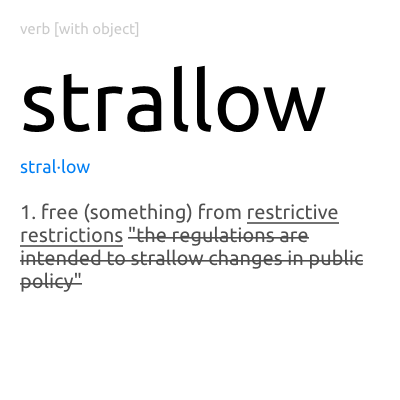 verb [with object]
strallow
stral·low
1. free (something) from restrictive
restrictions "the regulations are
intended to strallow changes in public
policy"